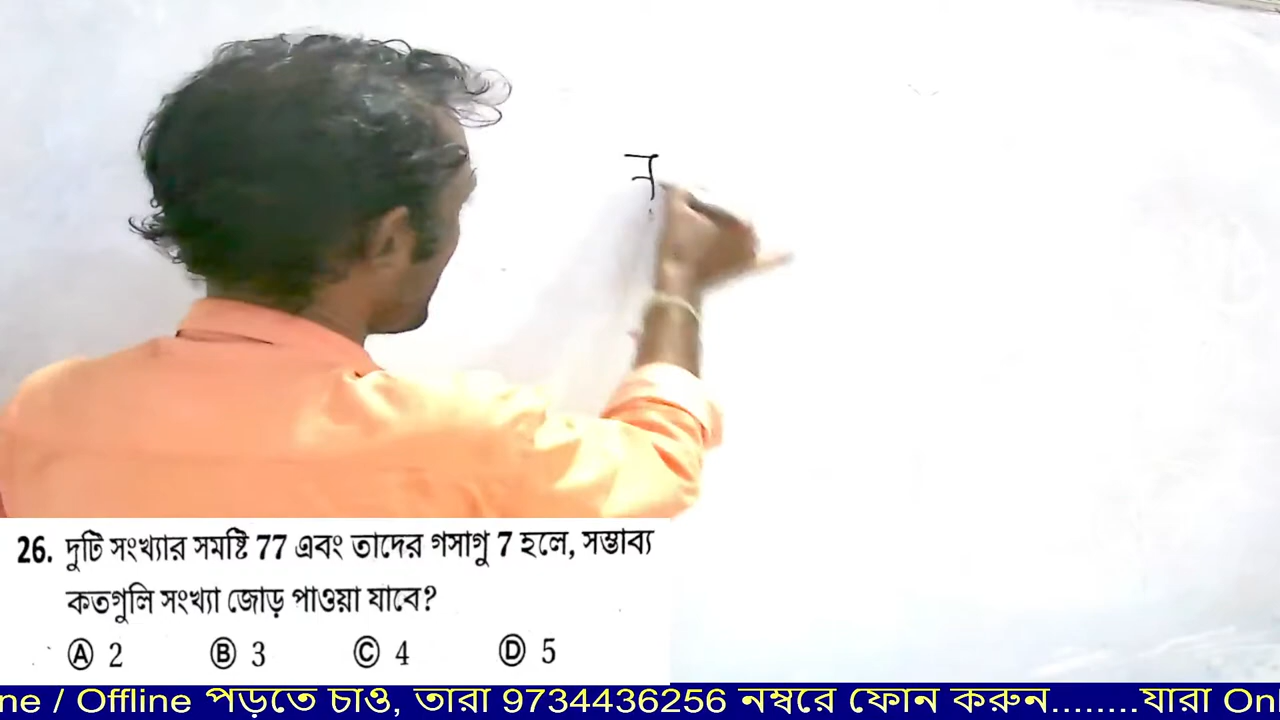 ন
26. দুটি সংখ্যার সমষ্টি 77 এবং তাদের গসাগু 7 হলে, সম্ভাব্য
কতগুলি সংখ্যা জোড় পাওয়া যাবে?
Ⓐ 2 Ⓑ 3 Ⓒ 4 Ⓓ 5
ne / Offline পড়তে চাও, তারা 9734436256 নম্বরে ফোন করুন........যারা Onl